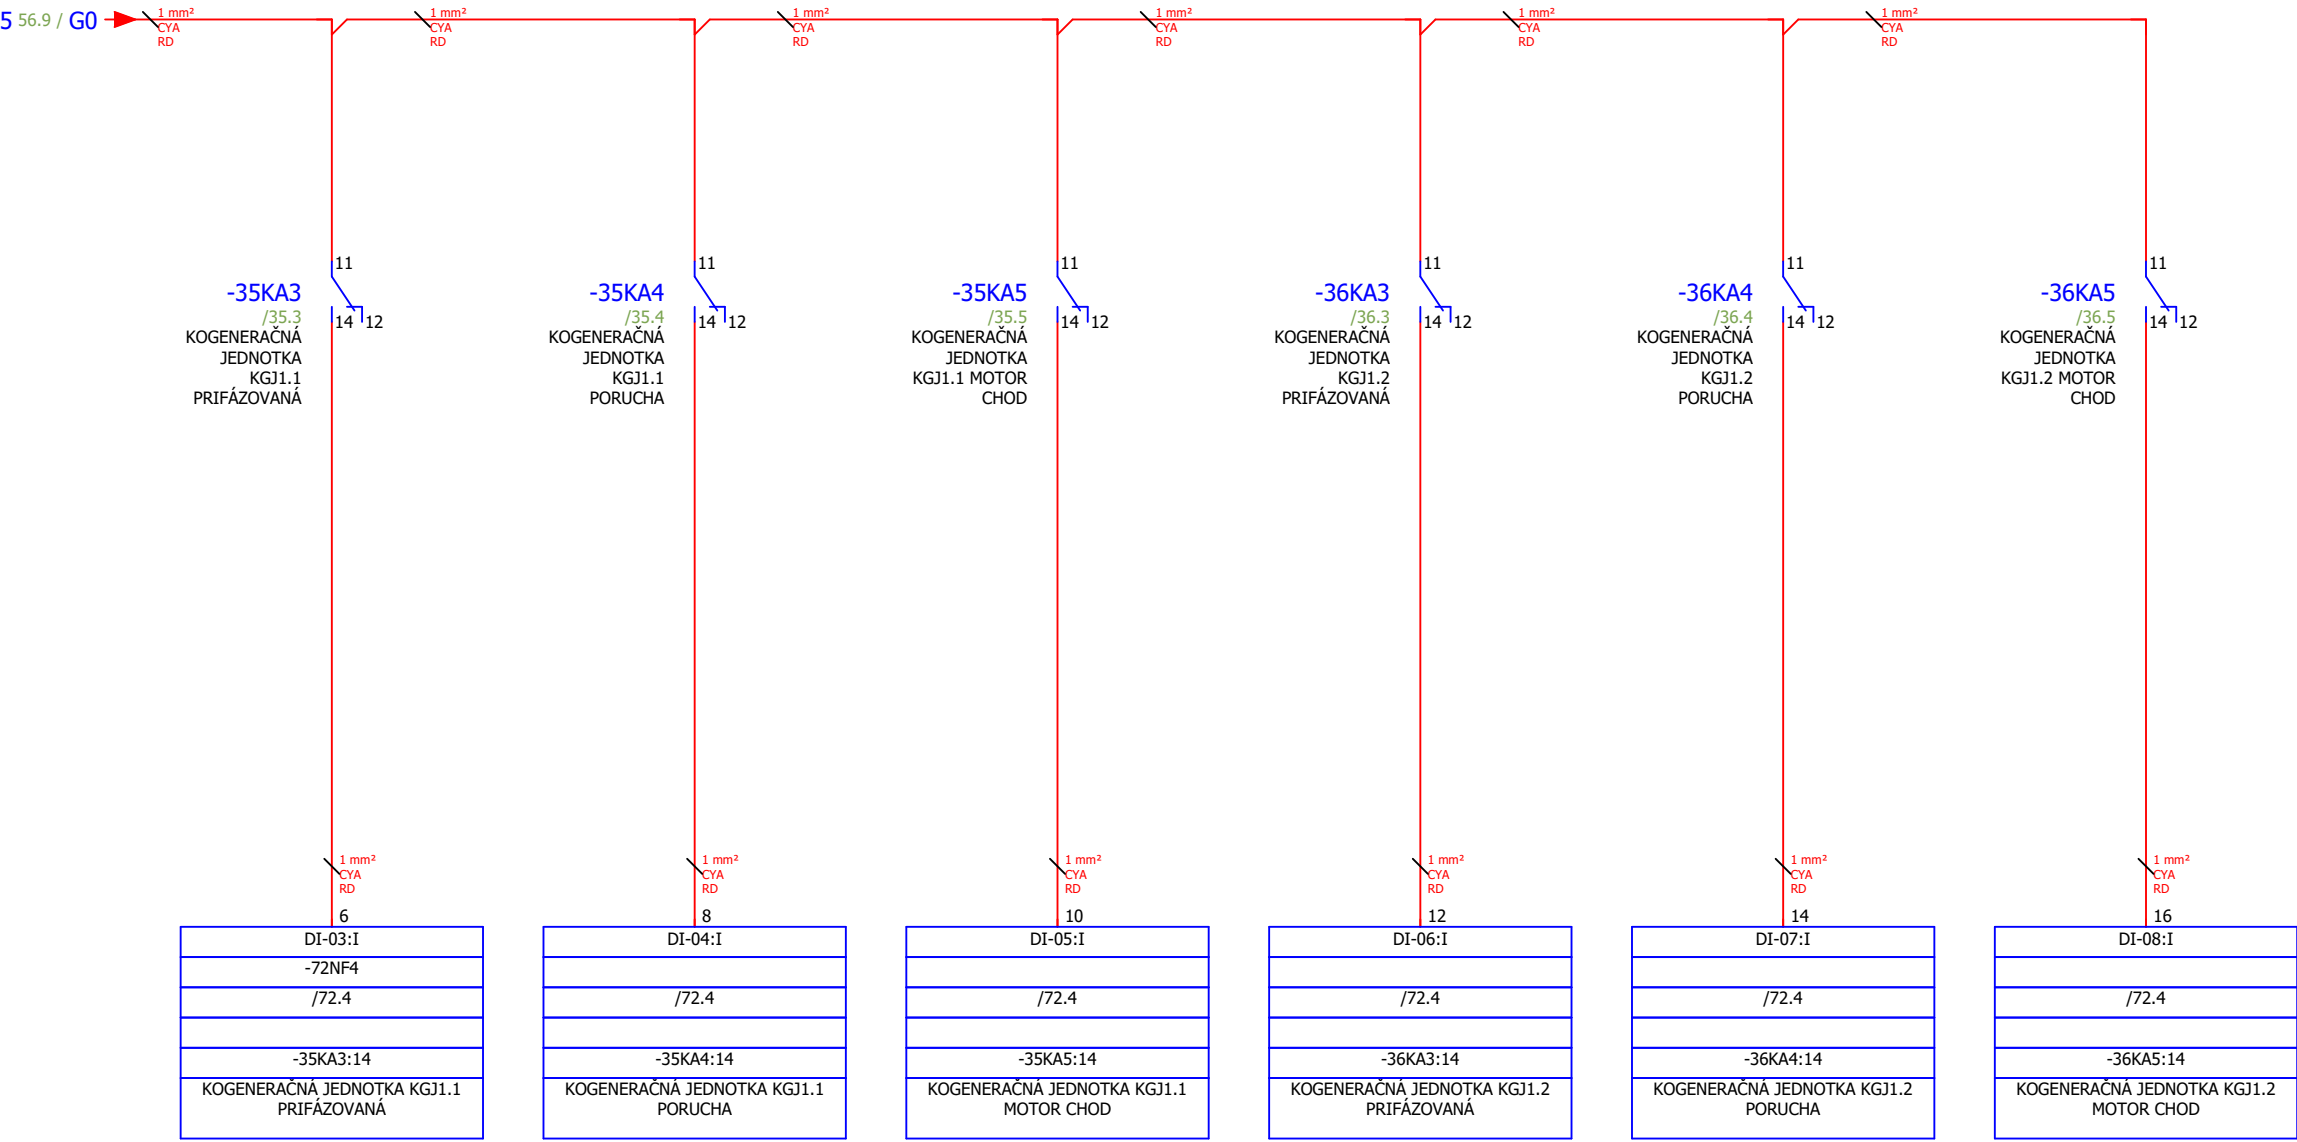 5 56.9 / G0
1 mm²
CYA
RD
1 mm²
CYA
RD
1 mm²
CYA
RD
1 mm²
CYA
RD
1 mm²
CYA
RD
1 mm²
CYA
RD
11
-35KA3
/35.3
14 12
KOGENERAČNÁ
JEDNOTKA
KGJ1.1
PRIFÁZOVANÁ
11
-35KA4
/35.4
14 12
KOGENERAČNÁ
JEDNOTKA
KGJ1.1
PORUCHA
11
-35KA5
/35.5
14 12
KOGENERAČNÁ
JEDNOTKA
KGJ1.1 MOTOR
CHOD
11
-36KA3
/36.3
14 12
KOGENERAČNÁ
JEDNOTKA
KGJ1.2
PRIFÁZOVANÁ
11
-36KA4
/36.4
14 12
KOGENERAČNÁ
JEDNOTKA
KGJ1.2
PORUCHA
11
-36KA5
/36.5
14 12
KOGENERAČNÁ
JEDNOTKA
KGJ1.2 MOTOR
CHOD
1 mm²
CYA
RD
6
DI-03:I
-72NF4
/72.4
-35KA3:14
KOGENERAČNÁ JEDNOTKA KGJ1.1
PRIFÁZOVANÁ
1 mm²
CYA
RD
8
DI-04:I
/72.4
-35KA4:14
KOGENERAČNÁ JEDNOTKA KGJ1.1
PORUCHA
1 mm²
CYA
RD
10
DI-05:I
/72.4
-35KA5:14
KOGENERAČNÁ JEDNOTKA KGJ1.1
MOTOR CHOD
1 mm²
CYA
RD
12
DI-06:I
/72.4
-36KA3:14
KOGENERAČNÁ JEDNOTKA KGJ1.2
PRIFÁZOVANÁ
1 mm²
CYA
RD
14
DI-07:I
/72.4
-36KA4:14
KOGENERAČNÁ JEDNOTKA KGJ1.2
PORUCHA
1 mm²
CYA
RD
16
DI-08:I
/72.4
-36KA5:14
KOGENERAČNÁ JEDNOTKA KGJ1.2
MOTOR CHOD